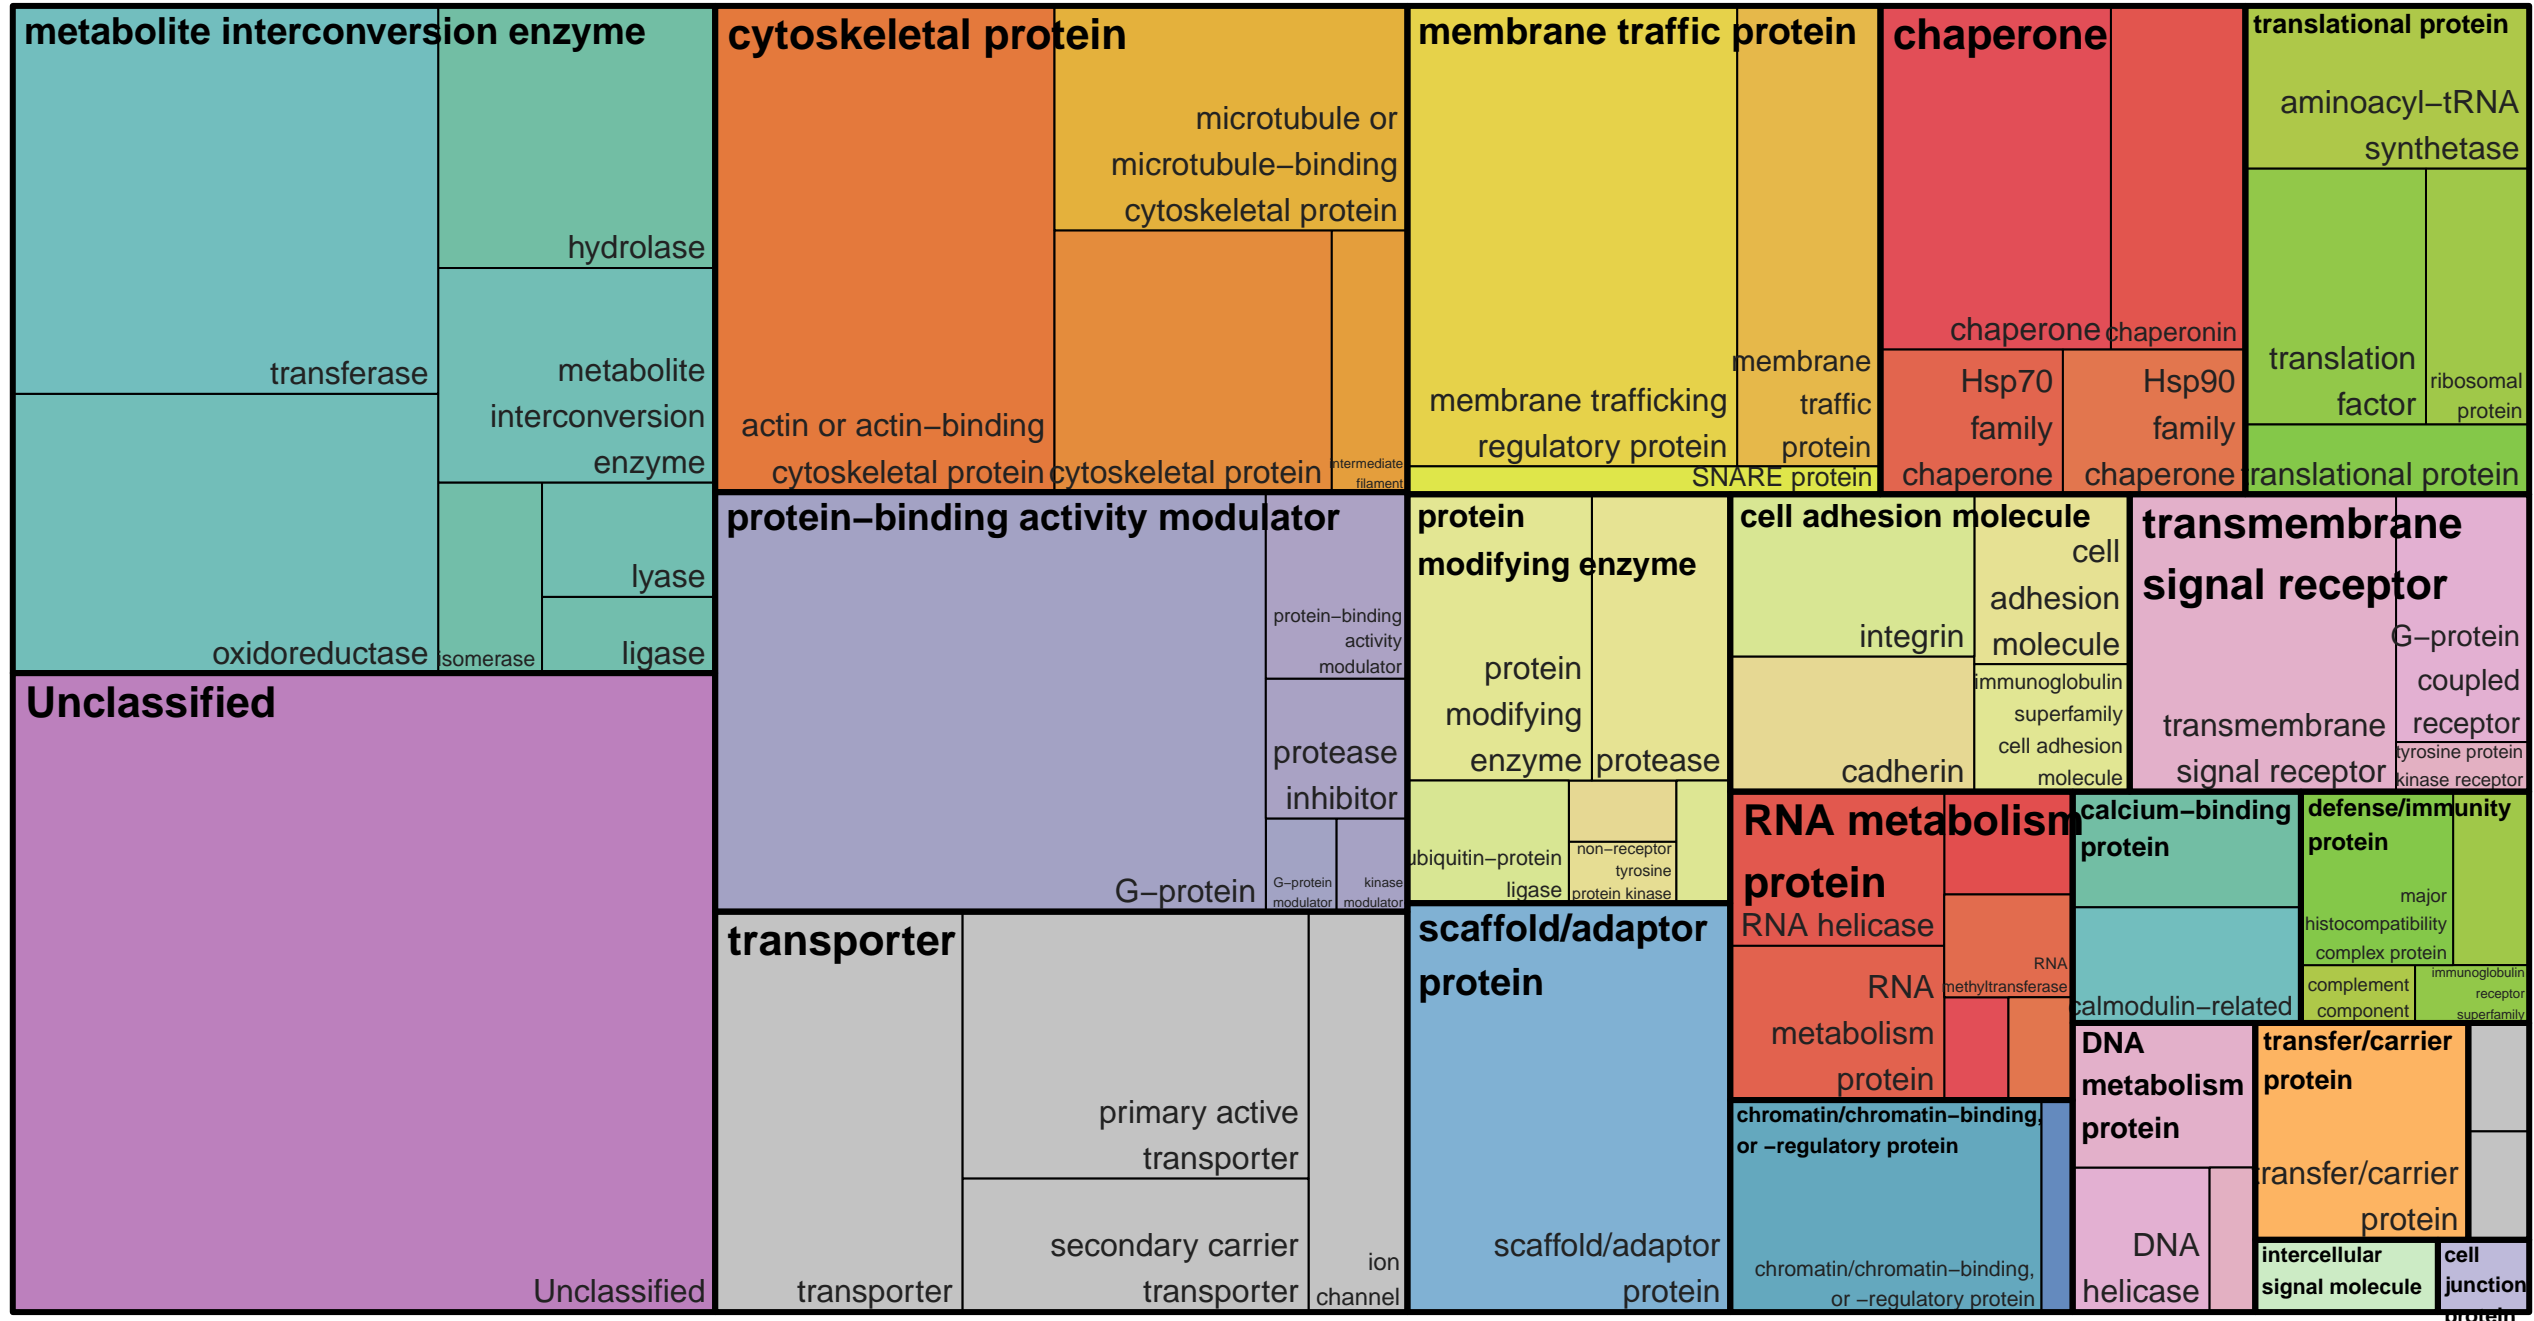 metabolite interconversion enzyme
transferase
hydrolase
metabolite
interconversion
enzyme
oxidoreductase
isomerase
lyase
ligase
Unclassified
Unclassified
cytoskeletal protein
actin or actin–binding
cytoskeletal protein
microtubule or
microtubule–binding
cytoskeletal protein
cytoskeletal protein
intermediate
filament
protein–binding activity modulator
G–protein
protein–binding
activity
modulator
protease
inhibitor
G–protein
modulator
kinase
modulator
transporter
transporter
primary active
transporter
secondary carrier
transporter
ion
channel
membrane traffic protein
membrane trafficking
regulatory protein
membrane
traffic
protein
SNARE protein
chaperone
chaperone
chaperonin
Hsp70
family
chaperone
Hsp90
family
chaperone
translational protein
aminoacyl–tRNA
synthetase
translation
factor
ribosomal
protein
translational protein
protein
modifying enzyme
protein
modifying
enzyme
protease
ubiquitin–protein
ligase
non–receptor
tyrosine
protein kinase
cell adhesion molecule
integrin
cell
adhesion
molecule
cadherin
immunoglobulin
superfamily
cell adhesion
molecule
transmembrane
signal receptor
transmembrane
signal receptor
G–protein
coupled
receptor
tyrosine protein
kinase receptor
scaffold/adaptor
protein
scaffold/adaptor
protein
RNA metabolism
protein
RNA helicase
RNA
metabolism
protein
RNA
methyltransferase
calcium–binding
protein
calmodulin–related
defense/immunity
protein
major
histocompatibility
complex protein
complement
component
immunoglobulin
receptor
superfamily
chromatin/chromatin–binding,
or –regulatory protein
chromatin/chromatin–binding,
or –regulatory protein
DNA
metabolism
protein
DNA
helicase
transfer/carrier
protein
transfer/carrier
protein
intercellular
signal molecule
cell
junction
protein